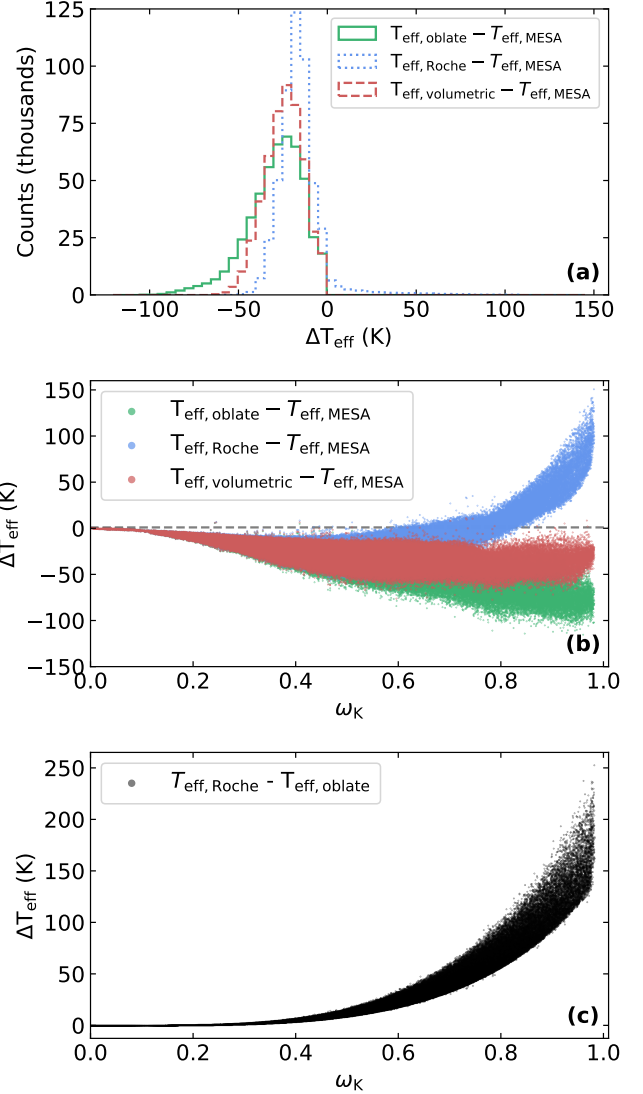 125
100
75
50
25
0
Counts (thousands)
T_eff, oblate − T_eff, MESA
T_eff, Roche − T_eff, MESA
T_eff, volumetric − T_eff, MESA
(a)
−100 −50 0 50 100 150
ΔT_eff (K)
150
100
50
0
−50
−100
−150
ΔT_eff (K)
T_eff, oblate − T_eff, MESA
T_eff, Roche − T_eff, MESA
T_eff, volumetric − T_eff, MESA
(b)
0.0 0.2 0.4 0.6 0.8 1.0
ω_K
250
200
150
100
50
0
ΔT_eff (K)
T_eff, Roche - T_eff, oblate
(c)
0.0 0.2 0.4 0.6 0.8 1.0
ω_K